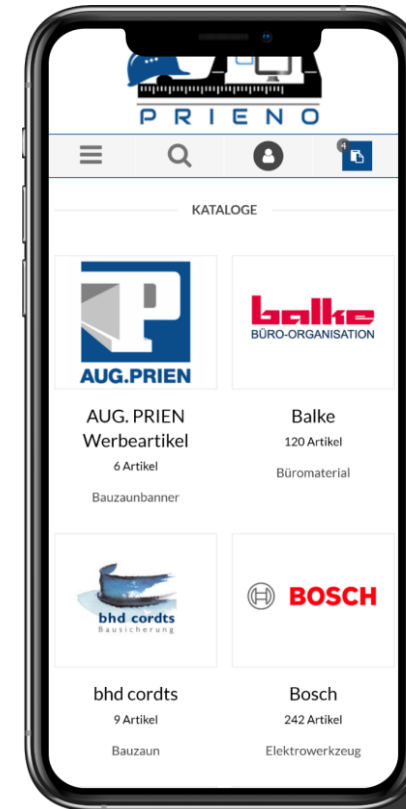 PRIENO
4
KATALOGE
AUG.PRIEN
balke
BÜRO-ORGANISATION
AUG. PRIEN
Werbeartikel
6 Artikel
Bauzaunbanner
Balke
120 Artikel
Büromaterial
bhd cordts
Bausicherung
BOSCH
bhd cordts
9 Artikel
Bauzaun
Bosch
242 Artikel
Elektrowerkzeug